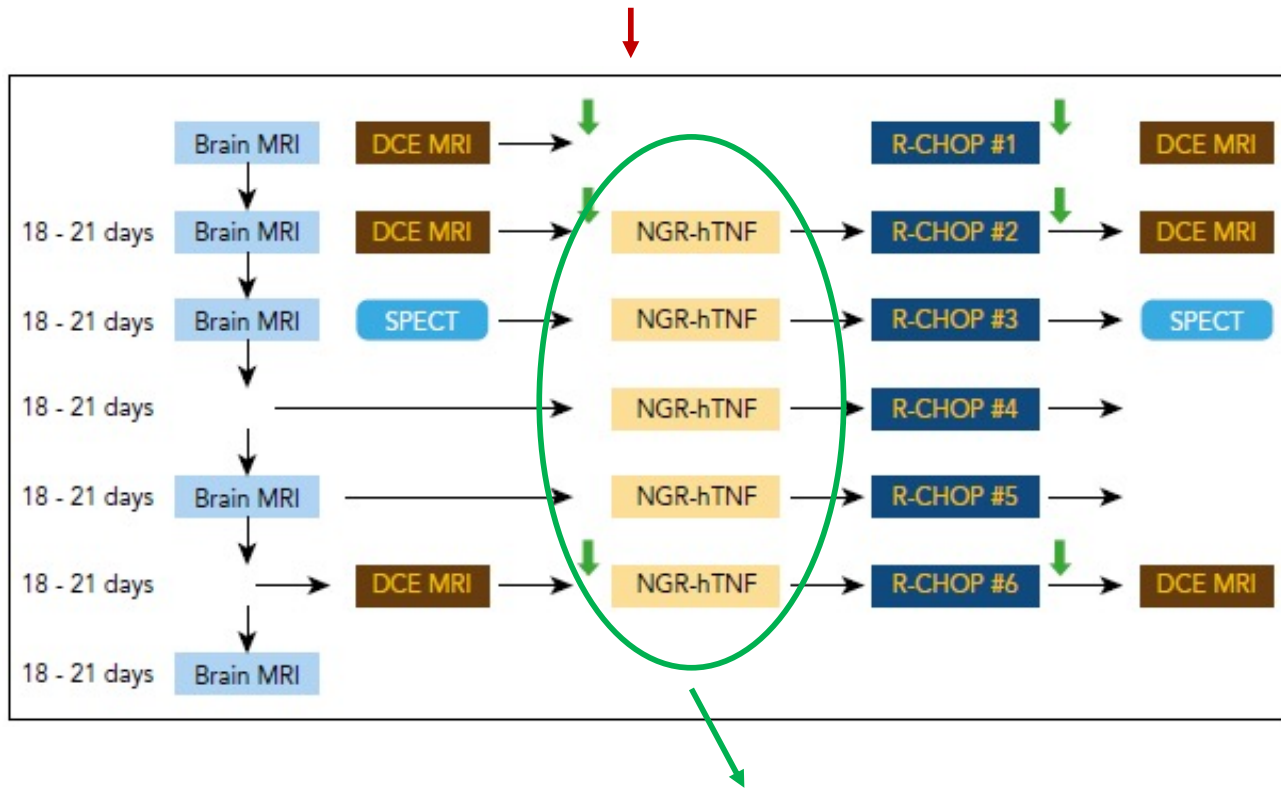 Brain MRI DCE MRI R-CHOP #1 DCE MRI
18 - 21 days Brain MRI DCE MRI NGR-hTNF R-CHOP #2 DCE MRI
18 - 21 days Brain MRI SPECT NGR-hTNF R-CHOP #3 SPECT
18 - 21 days NGR-hTNF R-CHOP #4
18 - 21 days Brain MRI NGR-hTNF R-CHOP #5
18 - 21 days DCE MRI NGR-hTNF R-CHOP #6 DCE MRI
18 - 21 days Brain MRI